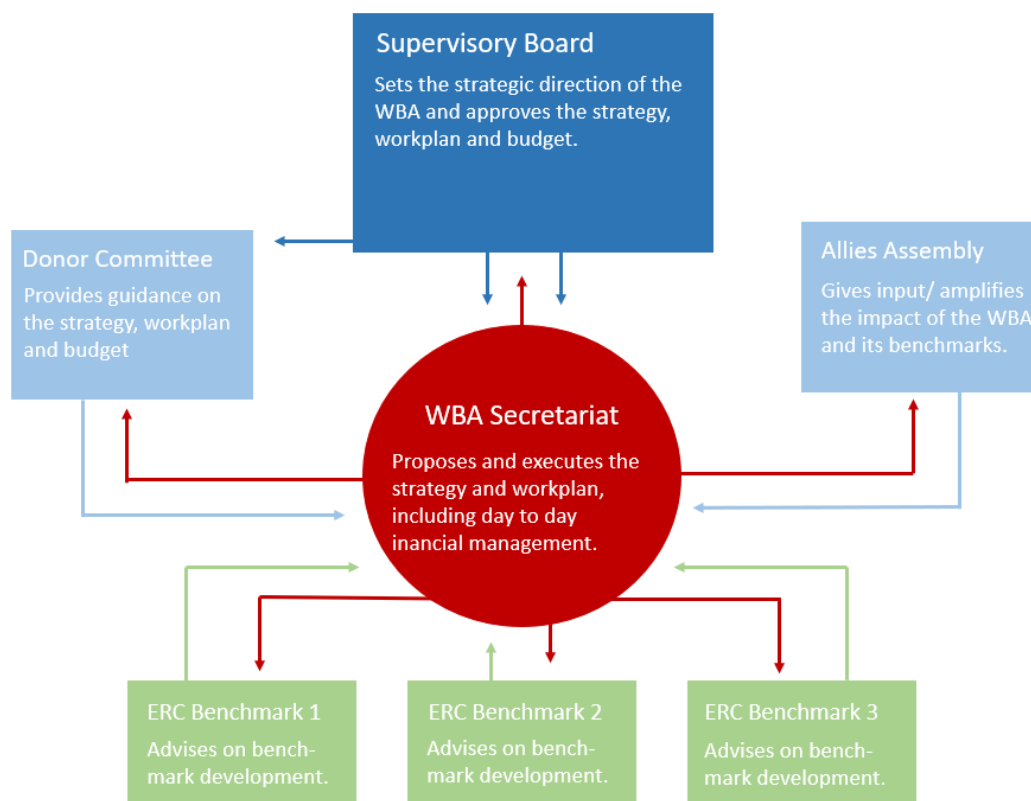 Supervisory Board
Sets the strategic direction of the
WBA and approves the strategy,
workplan and budget.
Donor Committee
Provides guidance on
the strategy, workplan
and budget
Allies Assembly
Gives input/ amplifies
the impact of the WBA
and its benchmarks.
WBA Secretariat
Proposes and executes the
strategy and workplan,
including day to day
inancial management.
ERC Benchmark 1
Advises on bench-
mark development.
ERC Benchmark 2
Advises on bench-
mark development.
ERC Benchmark 3
Advises on bench-
mark development.